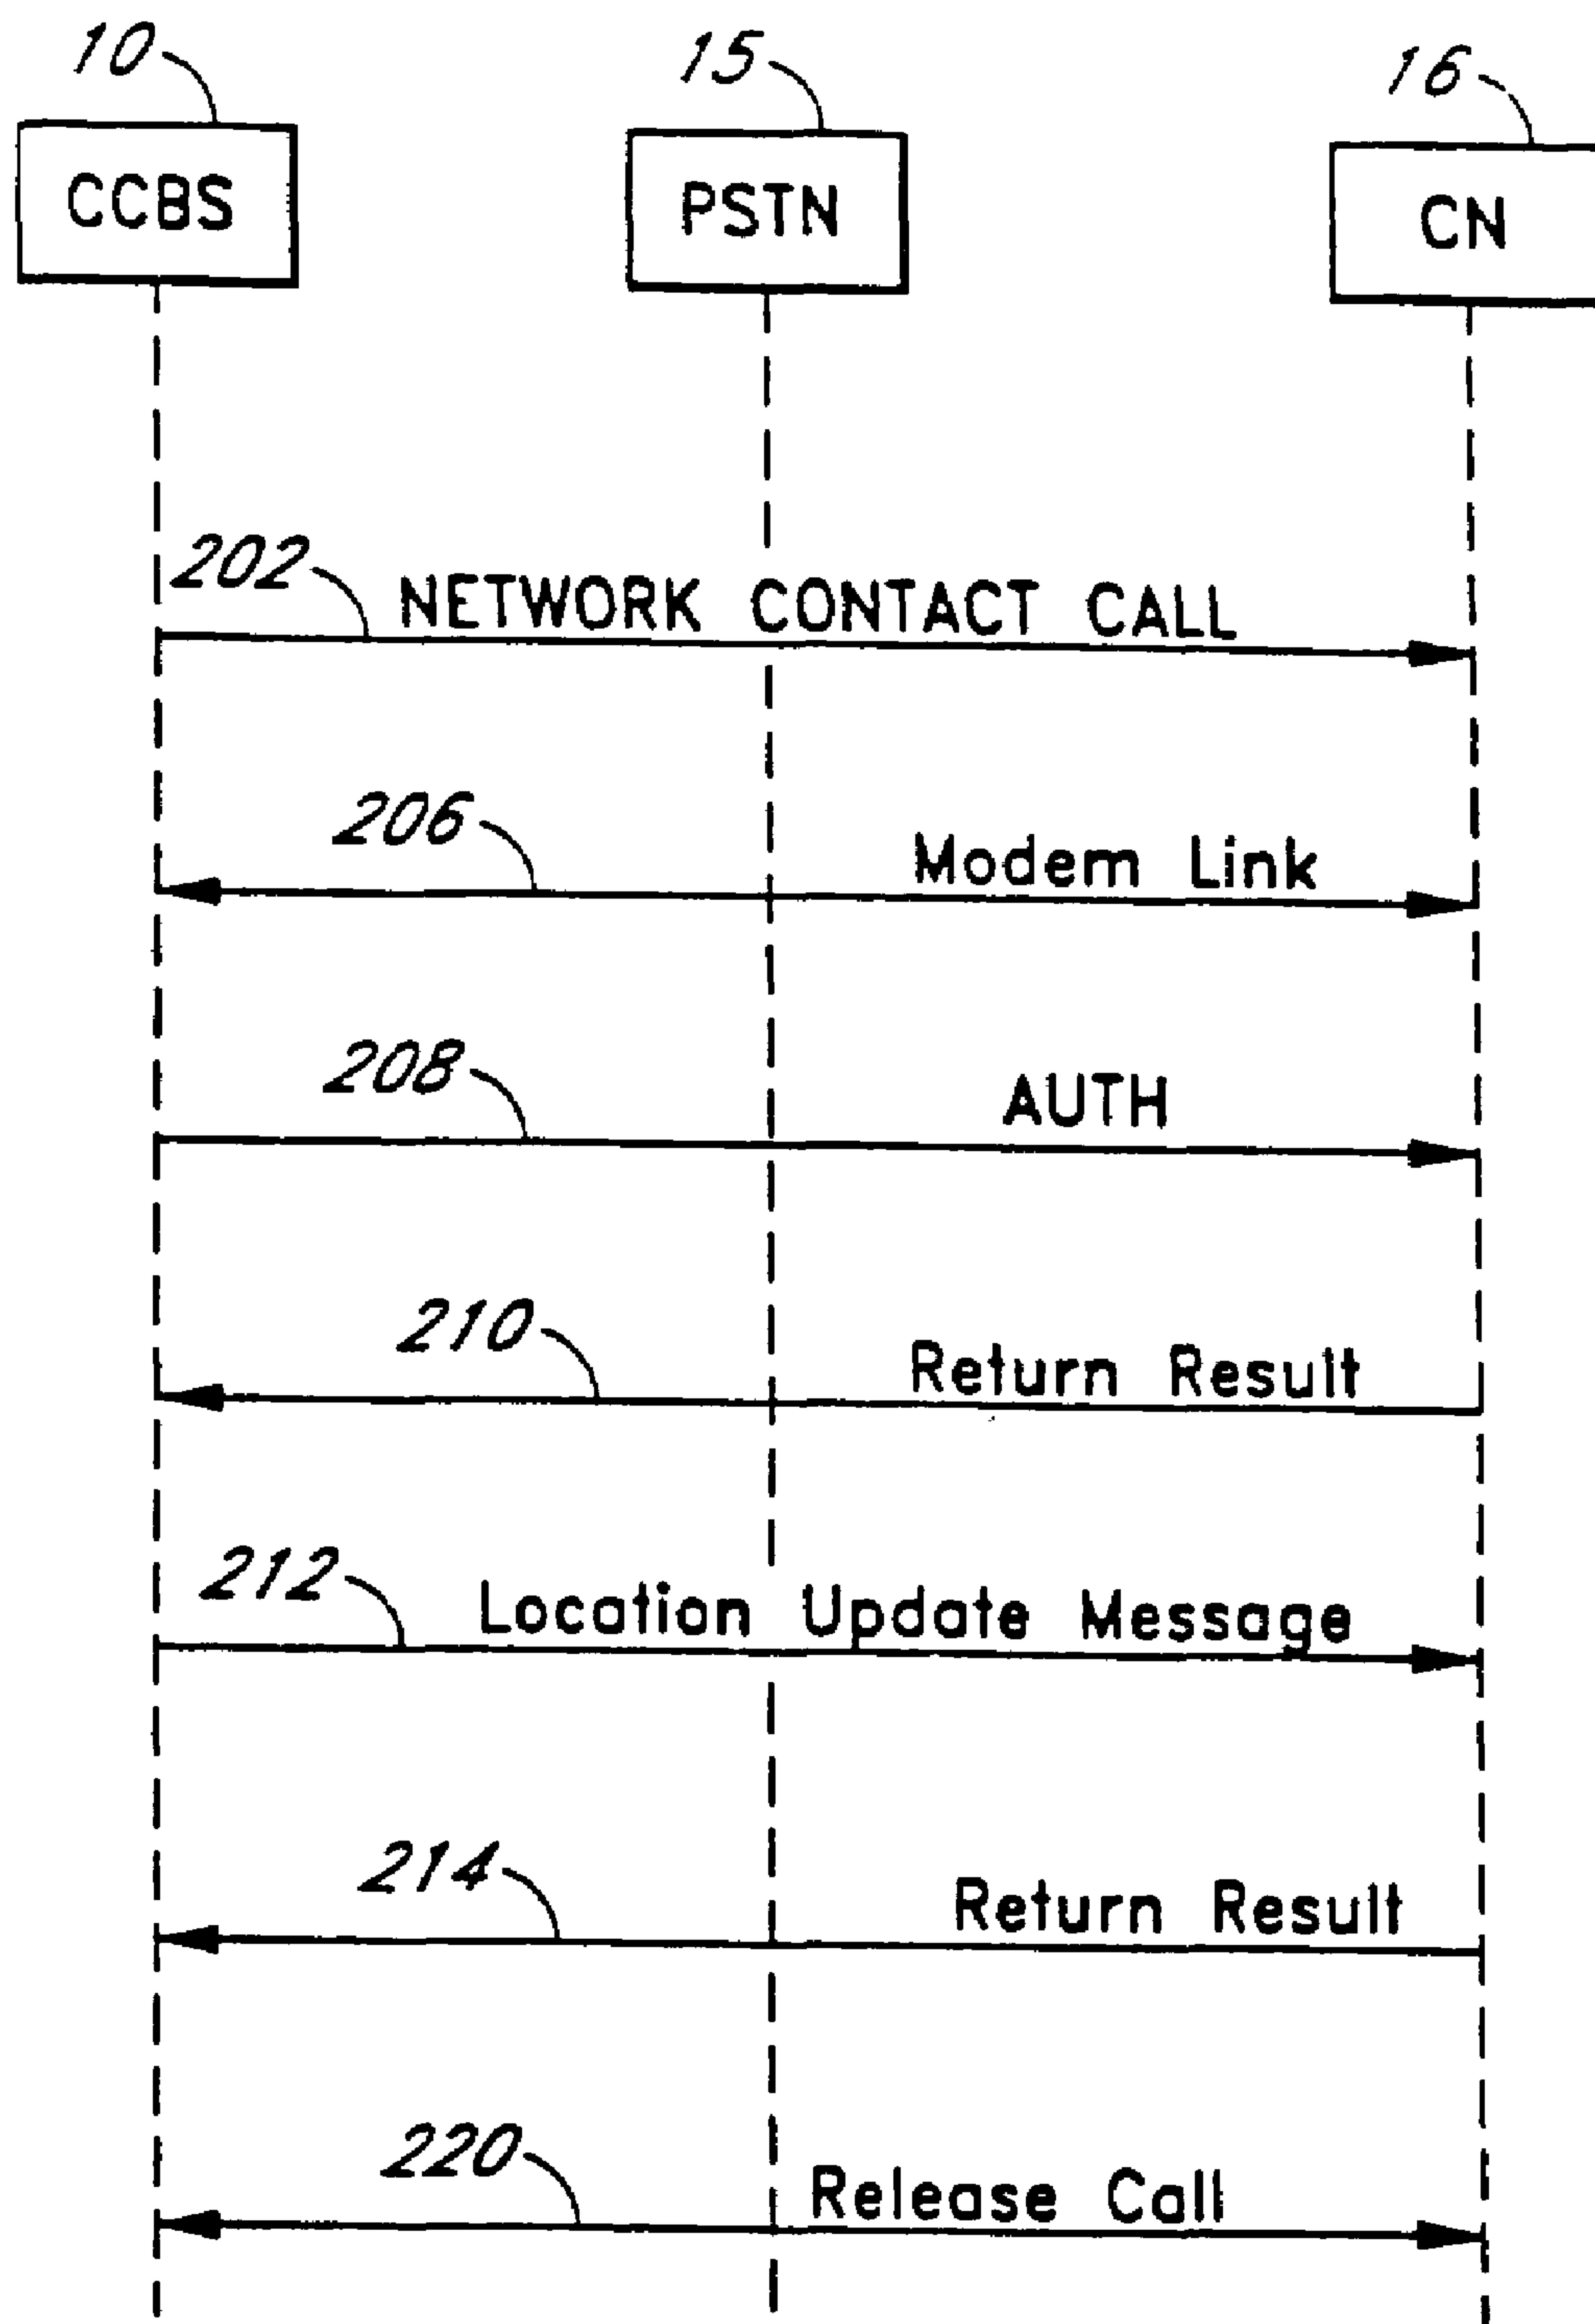 10 15 16
CCBS PSTN CN
202 NETWORK CONTACT CALL
206 Modem Link
208 AUTH
210 Return Result
212 Location Update Message
214 Return Result
220 Release Call